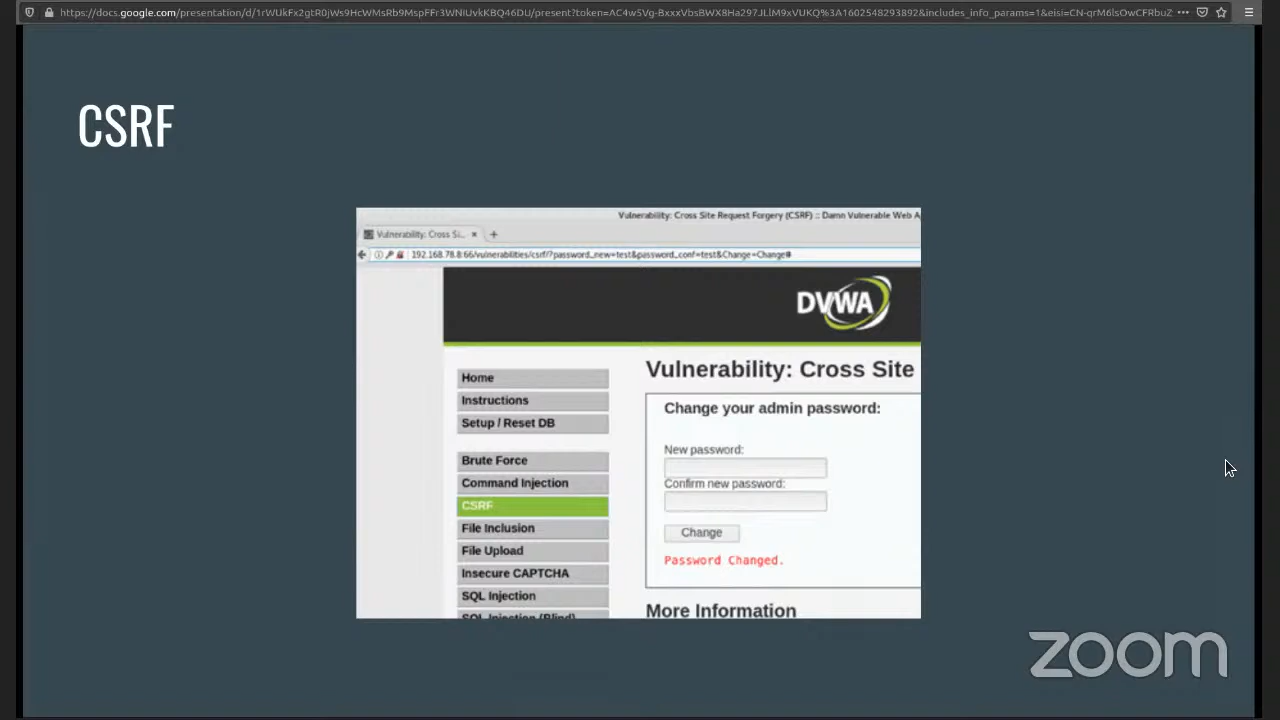 CSRF
Vulnerability: Cross Site Request Forgery (CSRF) :: Damn Vulnerable Web A
Vulnerability: Cross Si...
192.168.78.8:66/vulnerabilities/csrf/?password_new=test&password_conf=test&Change=Change#
DVWA
Home
Instructions
Setup / Reset DB
Brute Force
Command Injection
CSRF
File Inclusion
File Upload
Insecure CAPTCHA
SQL Injection
SQL Injection (Blind)
Vulnerability: Cross Site
Change your admin password:
New password:
Confirm new password:
Change
Password Changed.
More Information
zoom